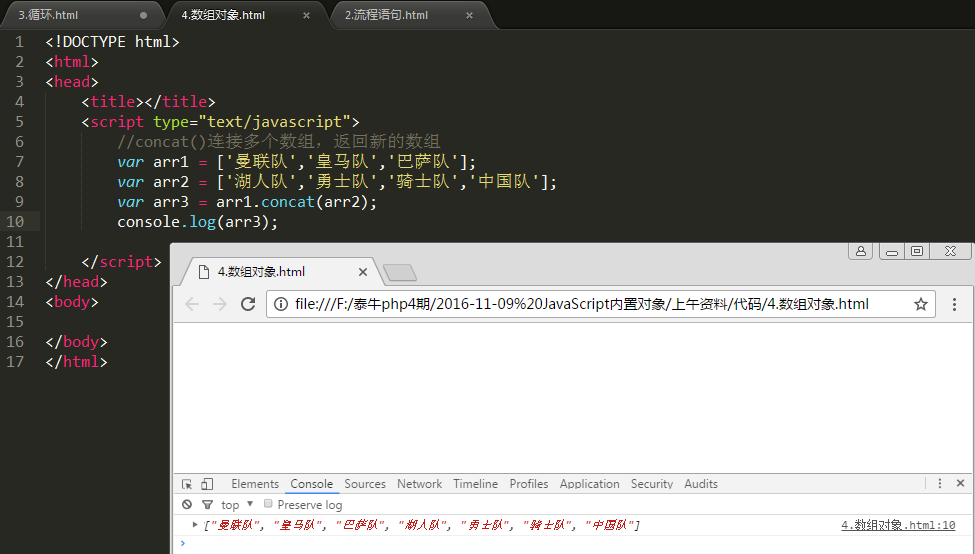 3.循环.html
4.数组对象.html ×
2.流程语句.html ×
1 <!DOCTYPE html>
2 <html>
3 <head>
4 <title></title>
5 <script type="text/javascript">
6 //concat()连接多个数组，返回新的数组
7 var arr1 = ['曼联队','皇马队','巴萨队'];
8 var arr2 = ['湖人队','勇士队','骑士队','中国队'];
9 var arr3 = arr1.concat(arr2);
10 console.log(arr3);
11
12 </script>
13 </head>
14 <body>
15
16 </body>
17 </html>
4.数组对象.html ×
file:///F:/泰牛php4期/2016-11-09%20JavaScript内置对象/上午资料/代码/4.数组对象.html
Elements Console Sources Network Timeline Profiles Application Security Audits
top Preserve log
["曼联队", "皇马队", "巴萨队", "湖人队", "勇士队", "骑士队", "中国队"] 4.数组对象.html:10